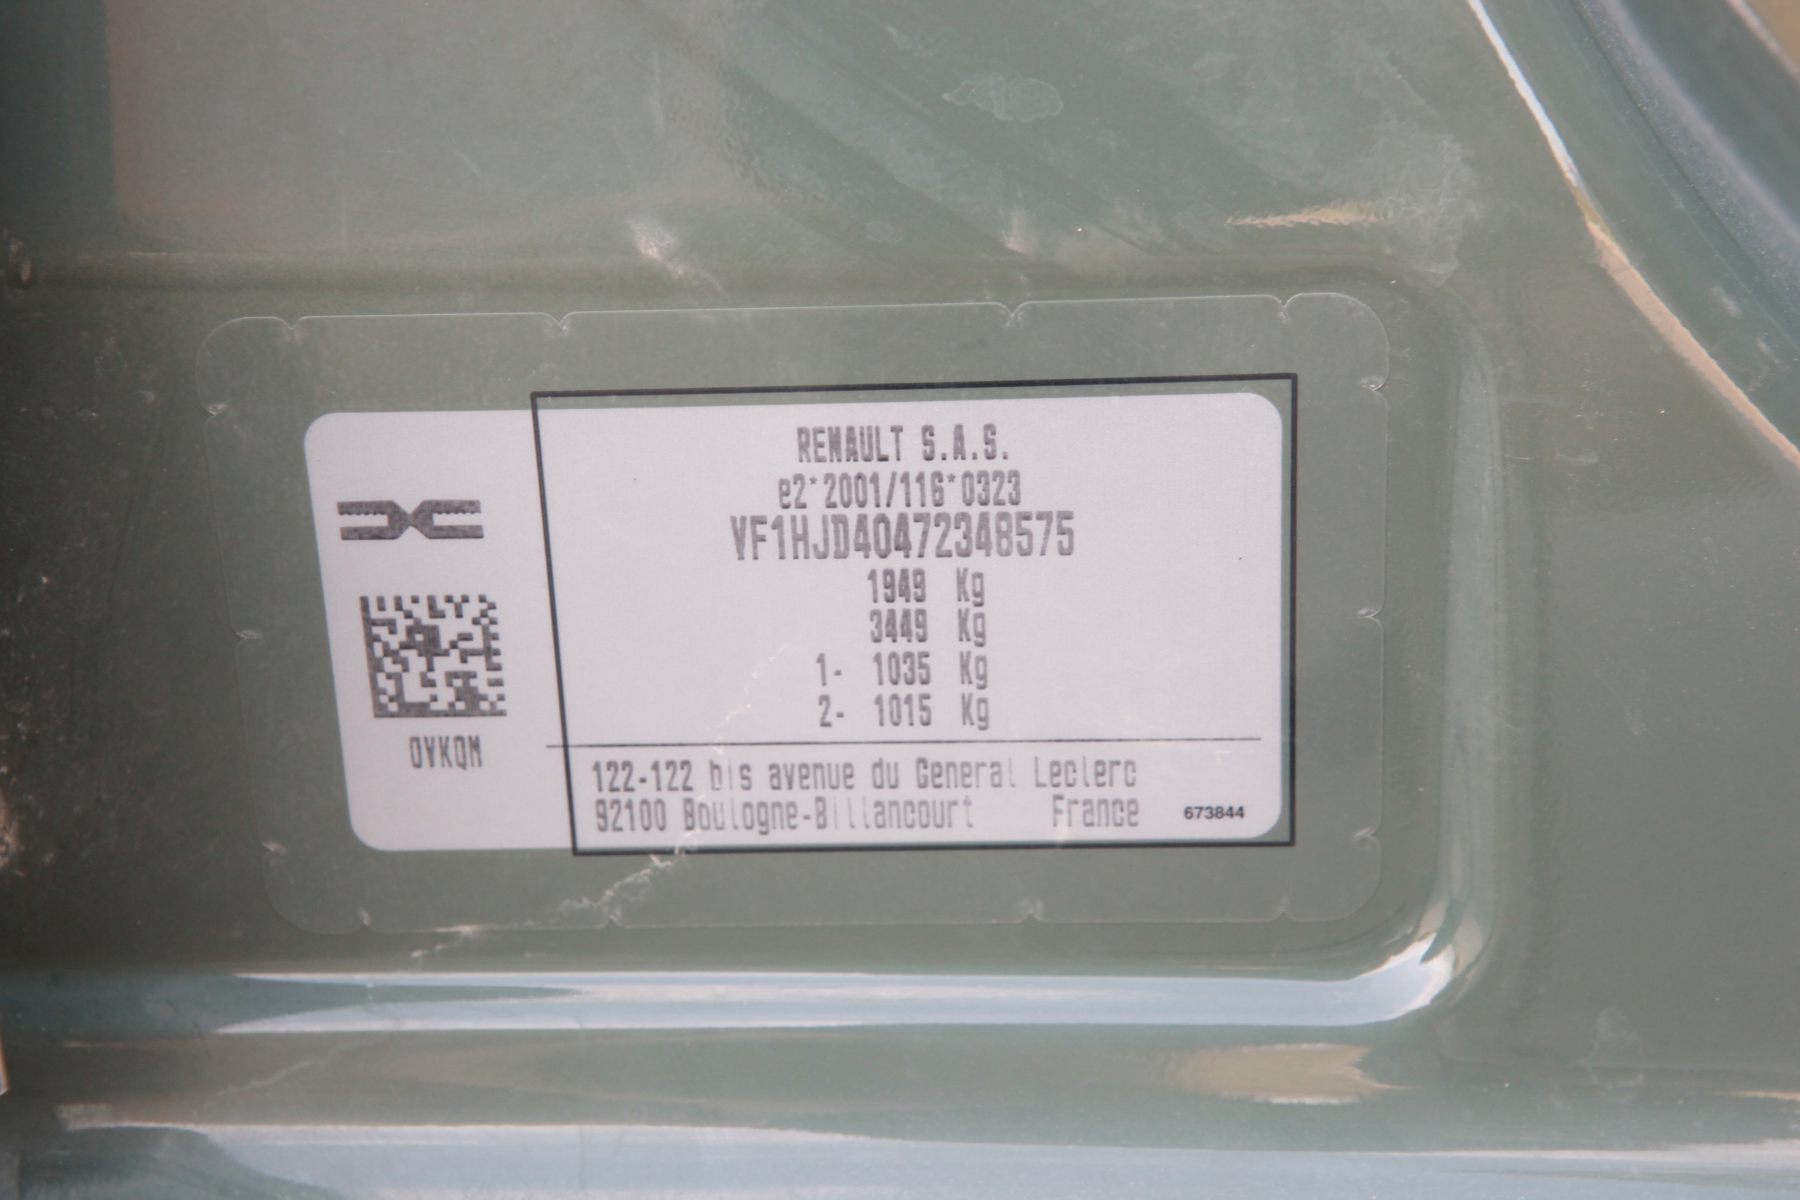 RENAULT S.A.S.
e2*2001/116*0323
VF1HJD40472348575
1949 Kg
3449 Kg
1- 1035 Kg
2- 1015 Kg
OVKQM
122-122 bis avenue du General Leclerc
92100 Boulogne-Billancourt France 673844